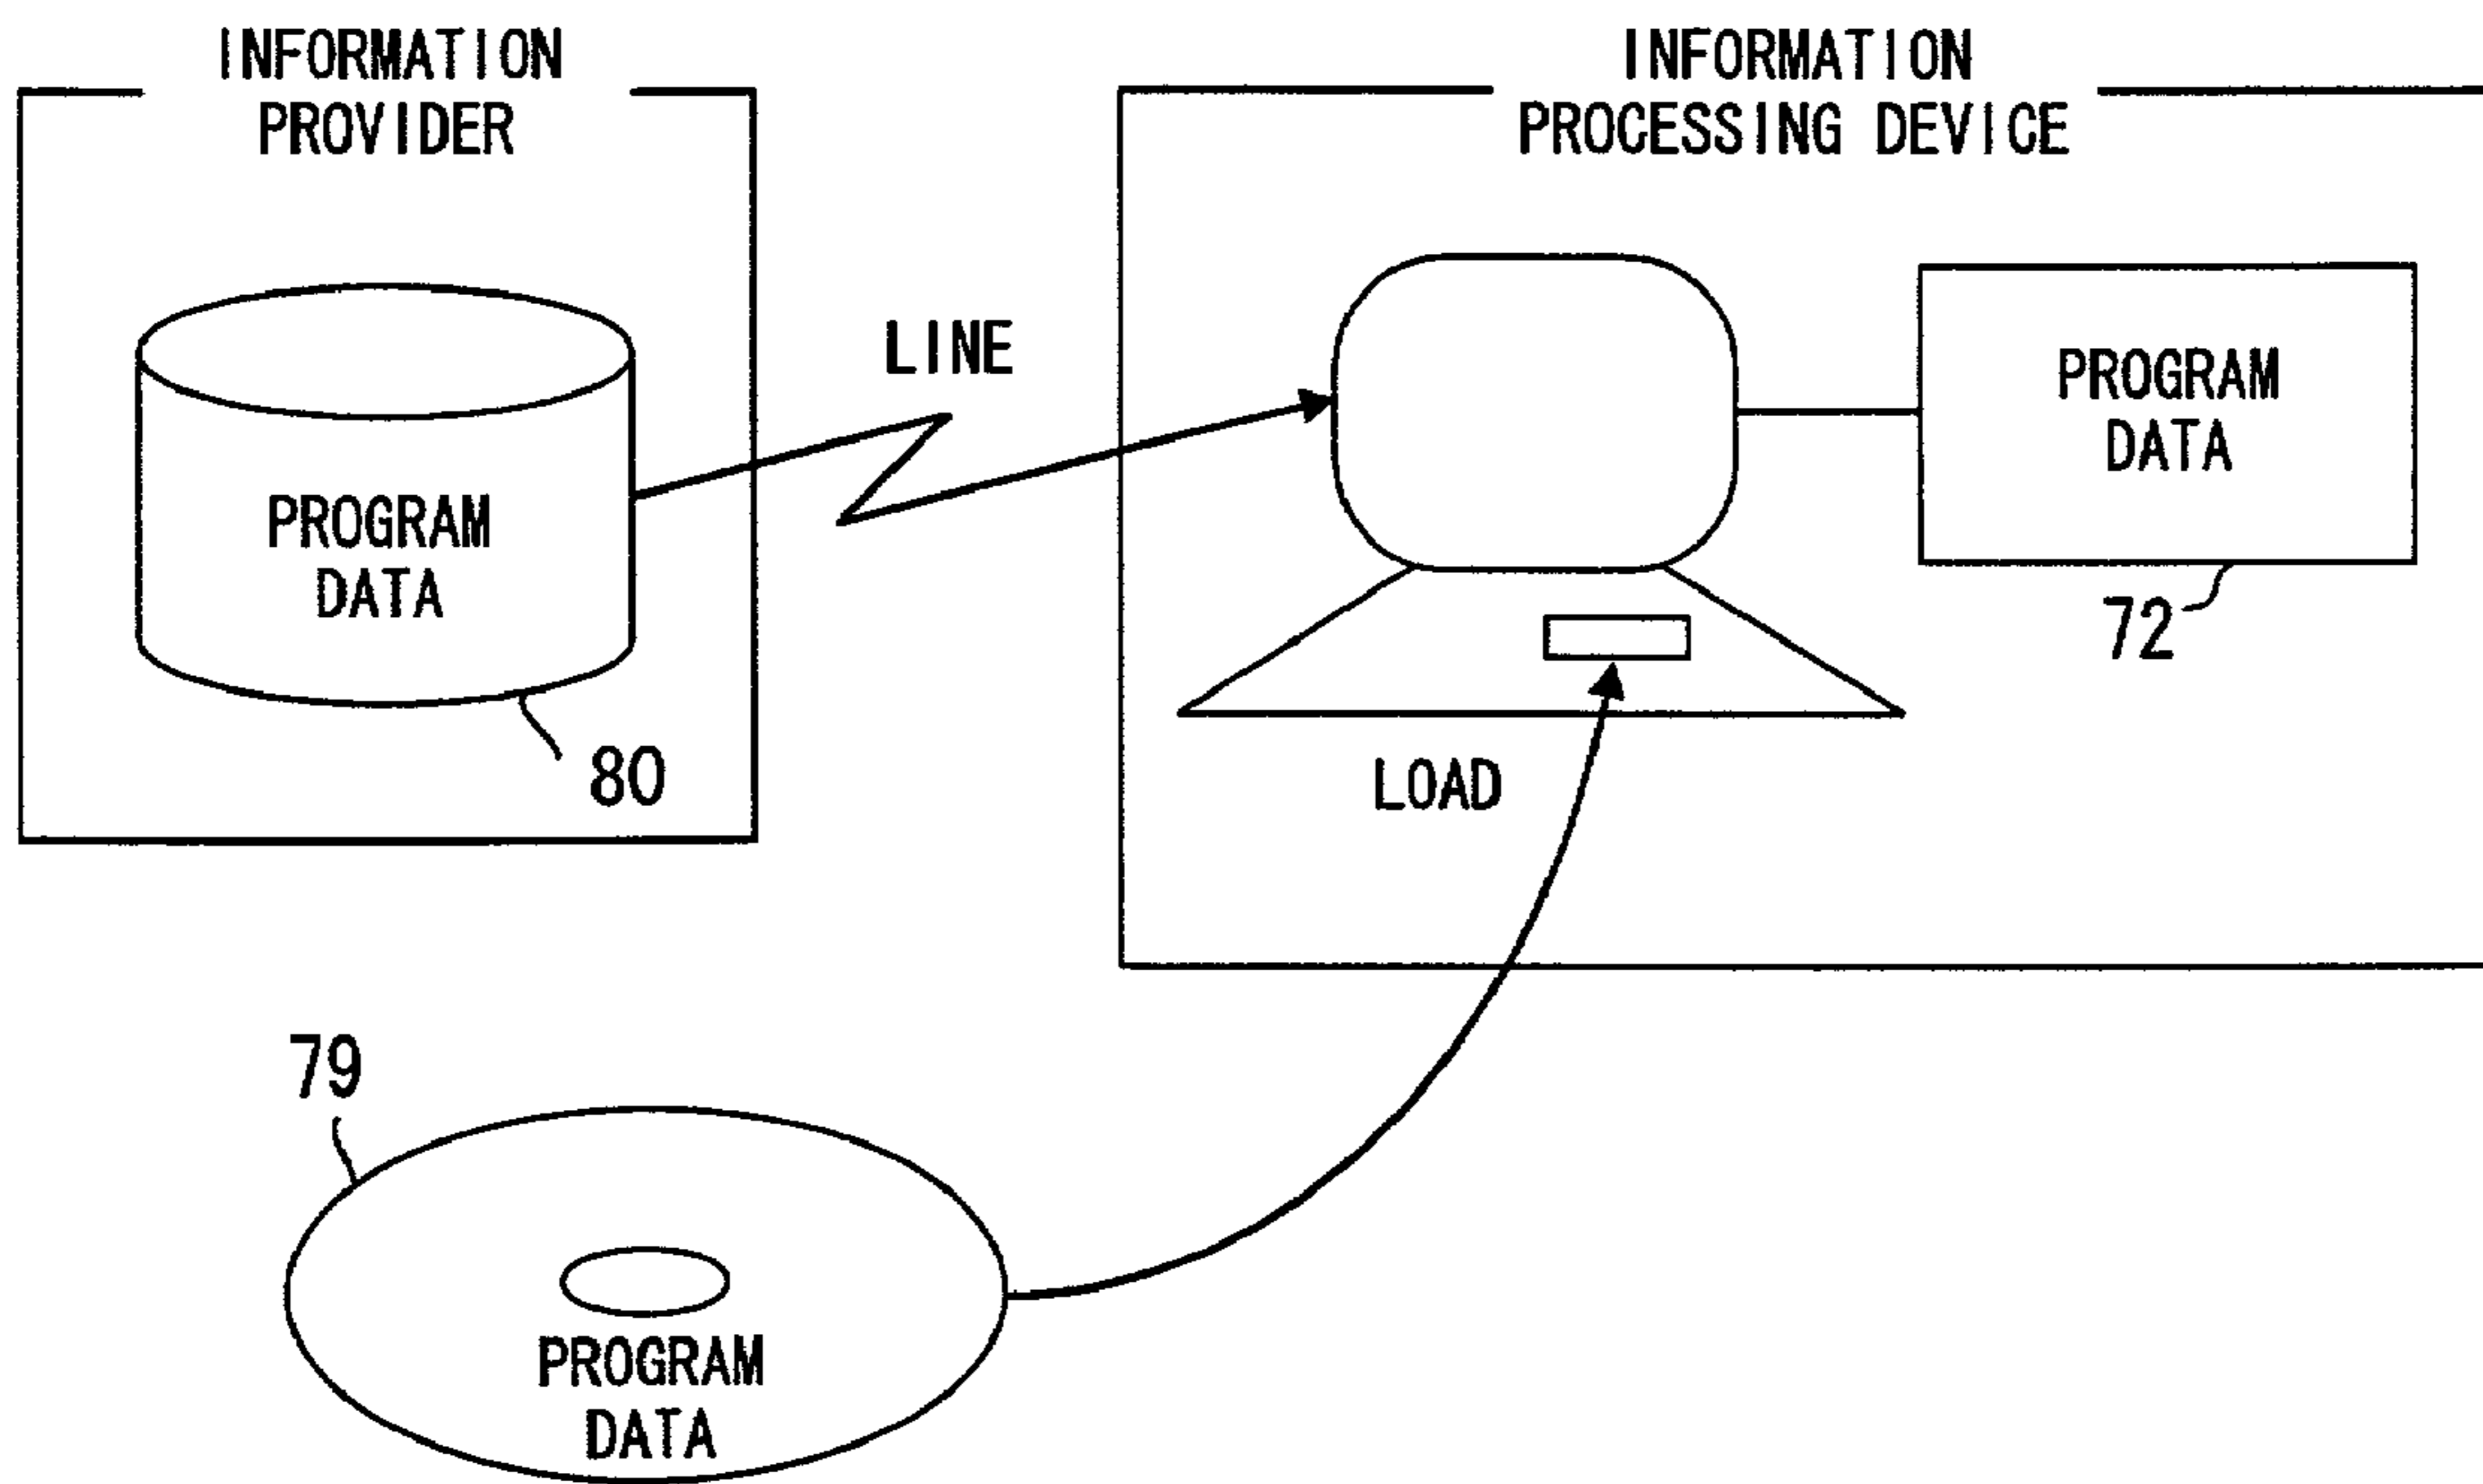 INFORMATION
PROVIDER
PROGRAM
DATA
80
LINE
INFORMATION
PROCESSING DEVICE
PROGRAM
DATA
72
LOAD
79
PROGRAM
DATA